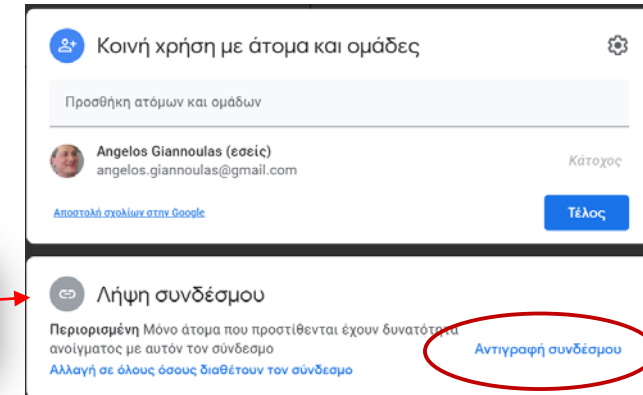 Κοινή χρήση με άτομα και ομάδες
Προσθήκη ατόμων και ομάδων
Angelos Giannoulas (εσείς)
angelos.giannoulas@gmail.com
Κάτοχος
Αποστολή σχολίων στην Google
Τέλος
Λήψη συνδέσμου
Περιορισμένη Μόνο άτομα που προστίθενται έχουν δυνατότητα
ανοίγματος με αυτόν τον σύνδεσμο
Αντιγραφή συνδέσμου
Αλλαγή σε όλους όσους διαθέτουν τον σύνδεσμο